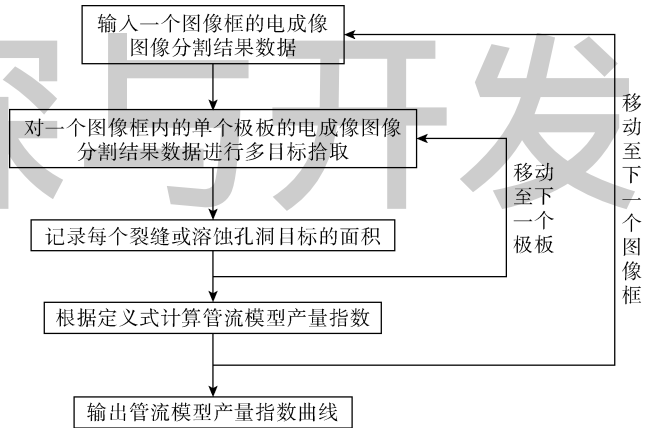 输入一个图像框的电成像
图像分割结果数据
对一个图像框内的单个极板的电成像图像
分割结果数据进行多目标拾取
记录每个裂缝或溶蚀孔洞目标的面积
根据定义式计算管流模型产量指数
输出管流模型产量指数曲线
移动
至下
一个
极板
移
动
至
下
一
个
图
像
框
探与开发